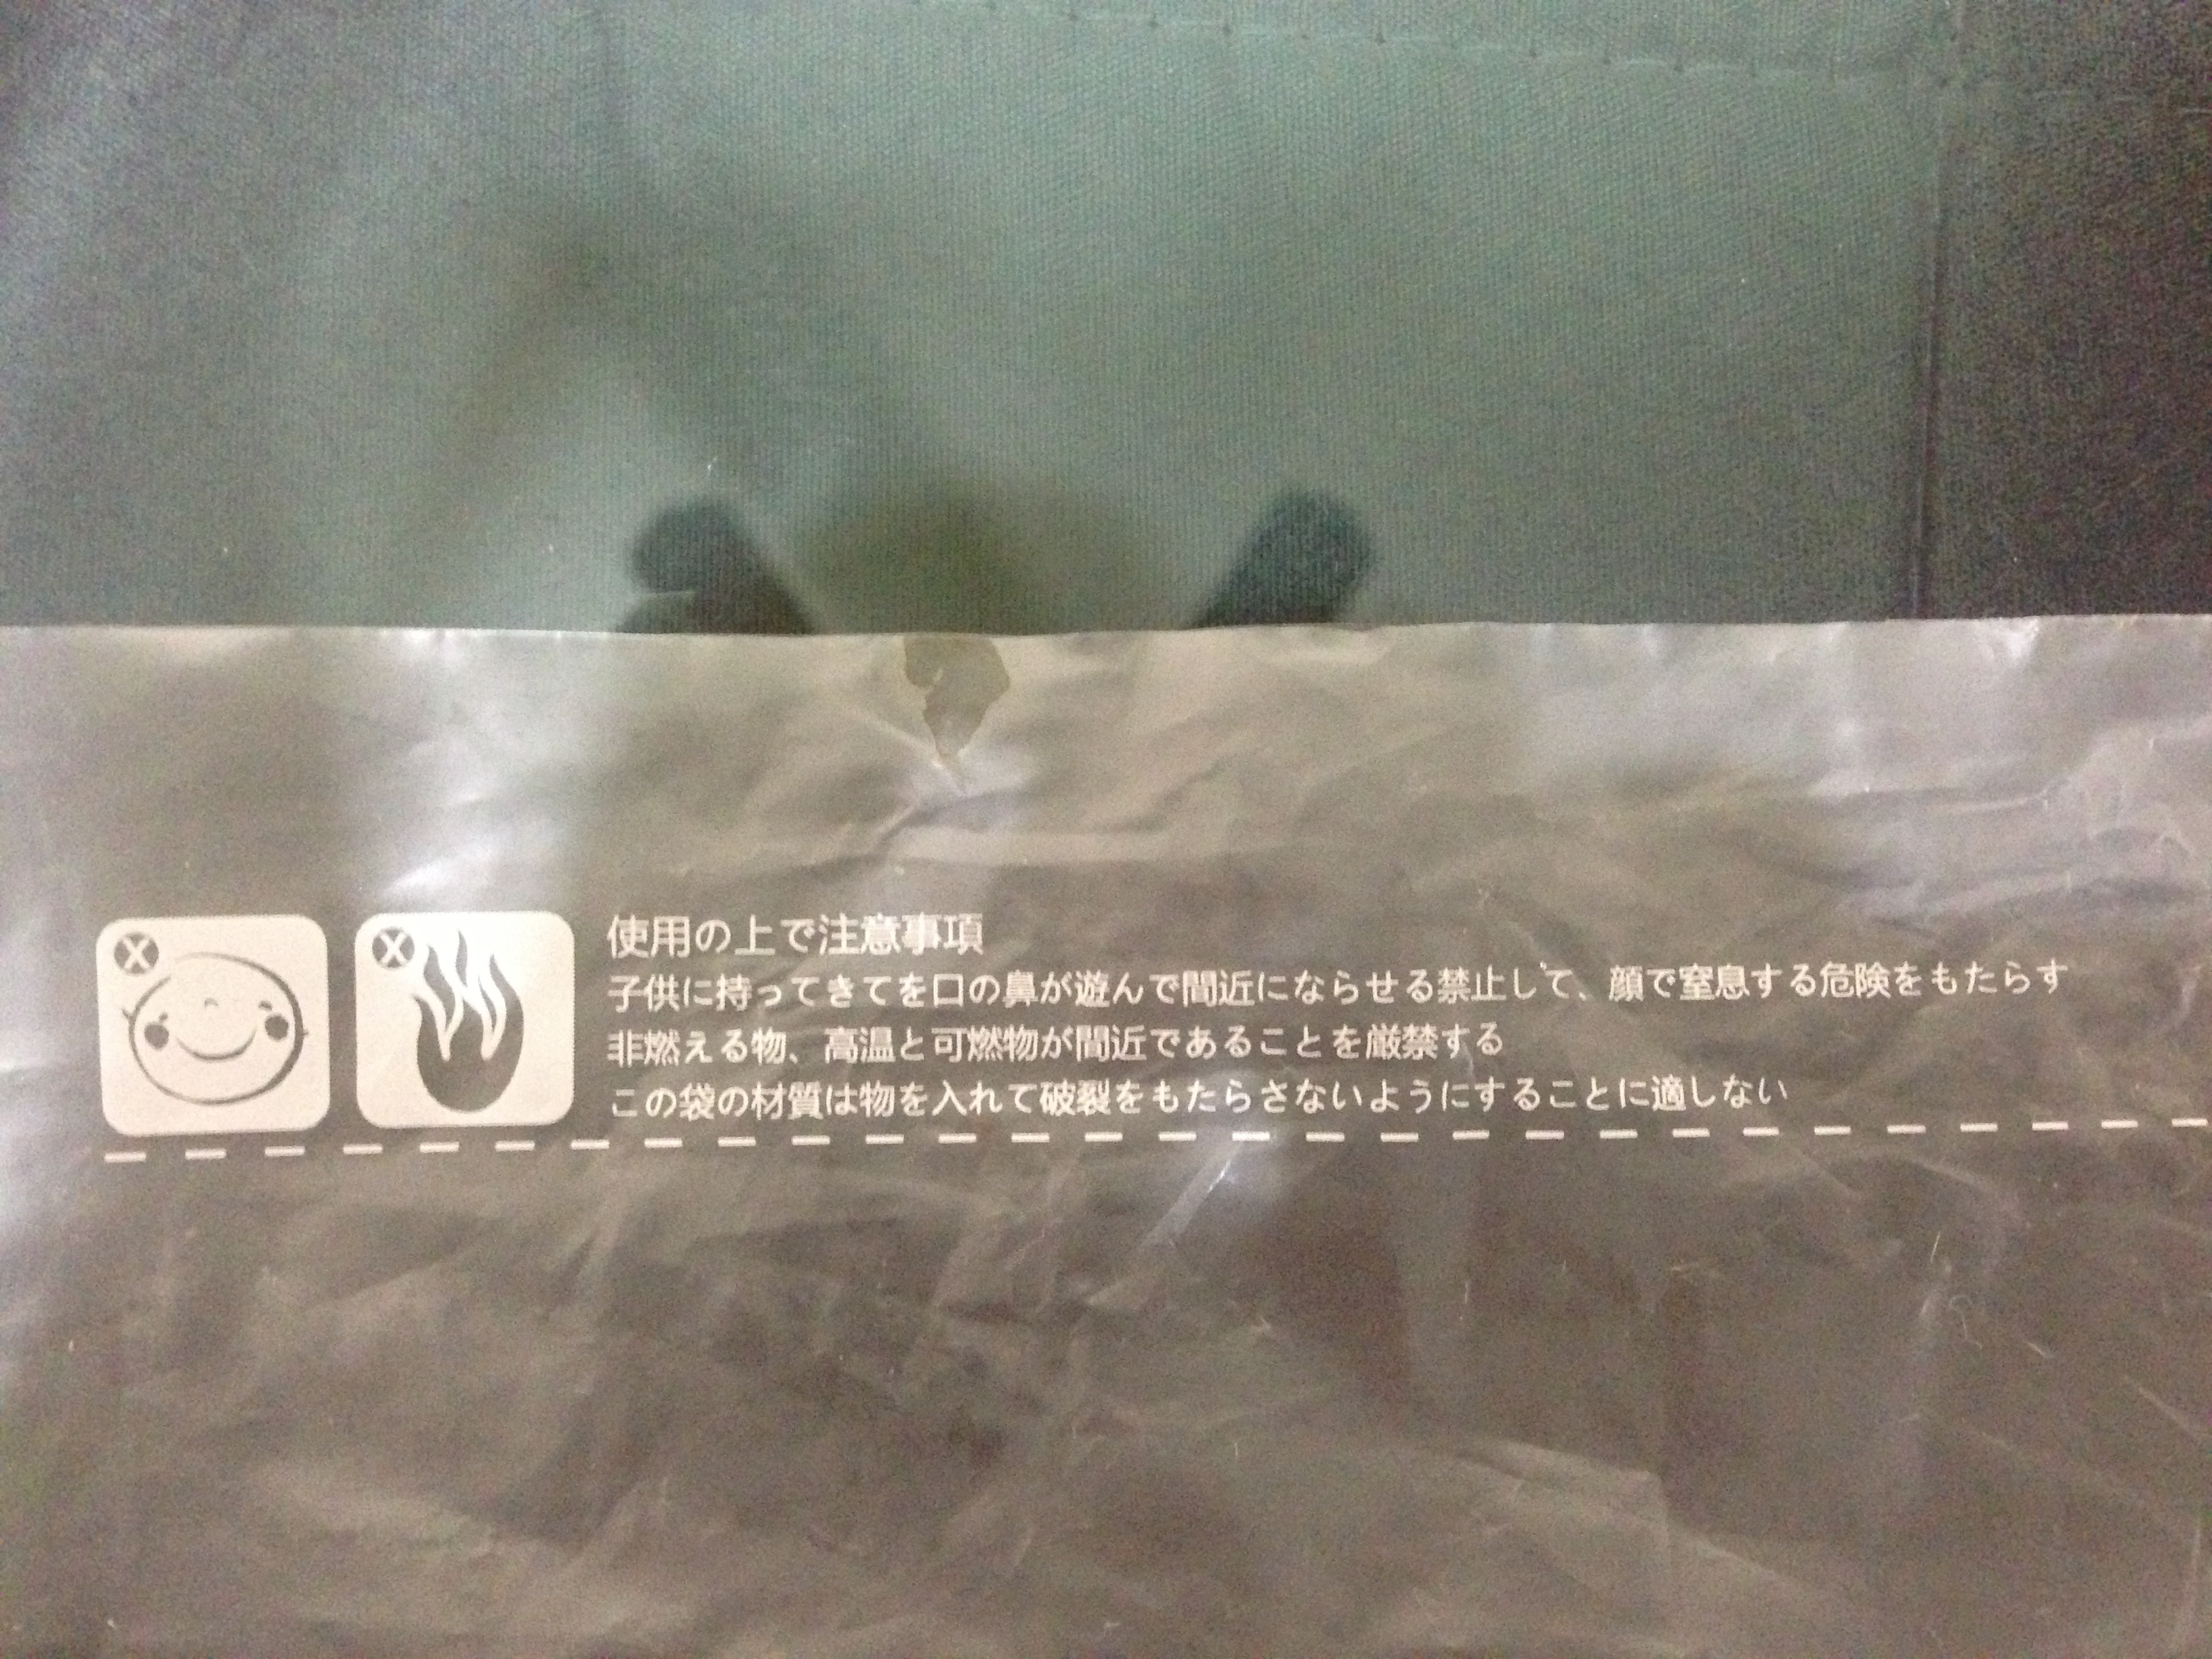 X
X
使用の上で注意事項
子供に持ってきてを口の鼻が遊んで間近にならせる禁止して、顔で窒息する危険をもたらす
非燃える物、高温と可燃物が間近であることを厳禁する
この袋の材質は物を入れて破裂をもたらさないようにすることに適しない